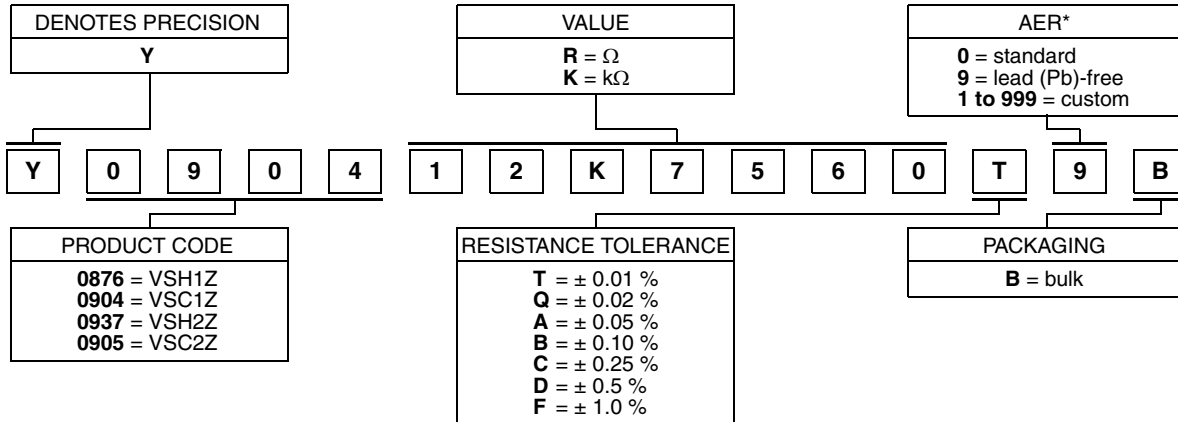 DENOTES PRECISION
Y
VALUE
R = Ω
K = kΩ
AER*
0 = standard
9 = lead (Pb)-free
1 to 999 = custom
Y 0 9 0 4 1 2 K 7 5 6 0 T 9 B
PRODUCT CODE
0876 = VSH1Z
0904 = VSC1Z
0937 = VSH2Z
0905 = VSC2Z
RESISTANCE TOLERANCE
T = ± 0.01 %
Q = ± 0.02 %
A = ± 0.05 %
B = ± 0.10 %
C = ± 0.25 %
D = ± 0.5 %
F = ± 1.0 %
PACKAGING
B = bulk